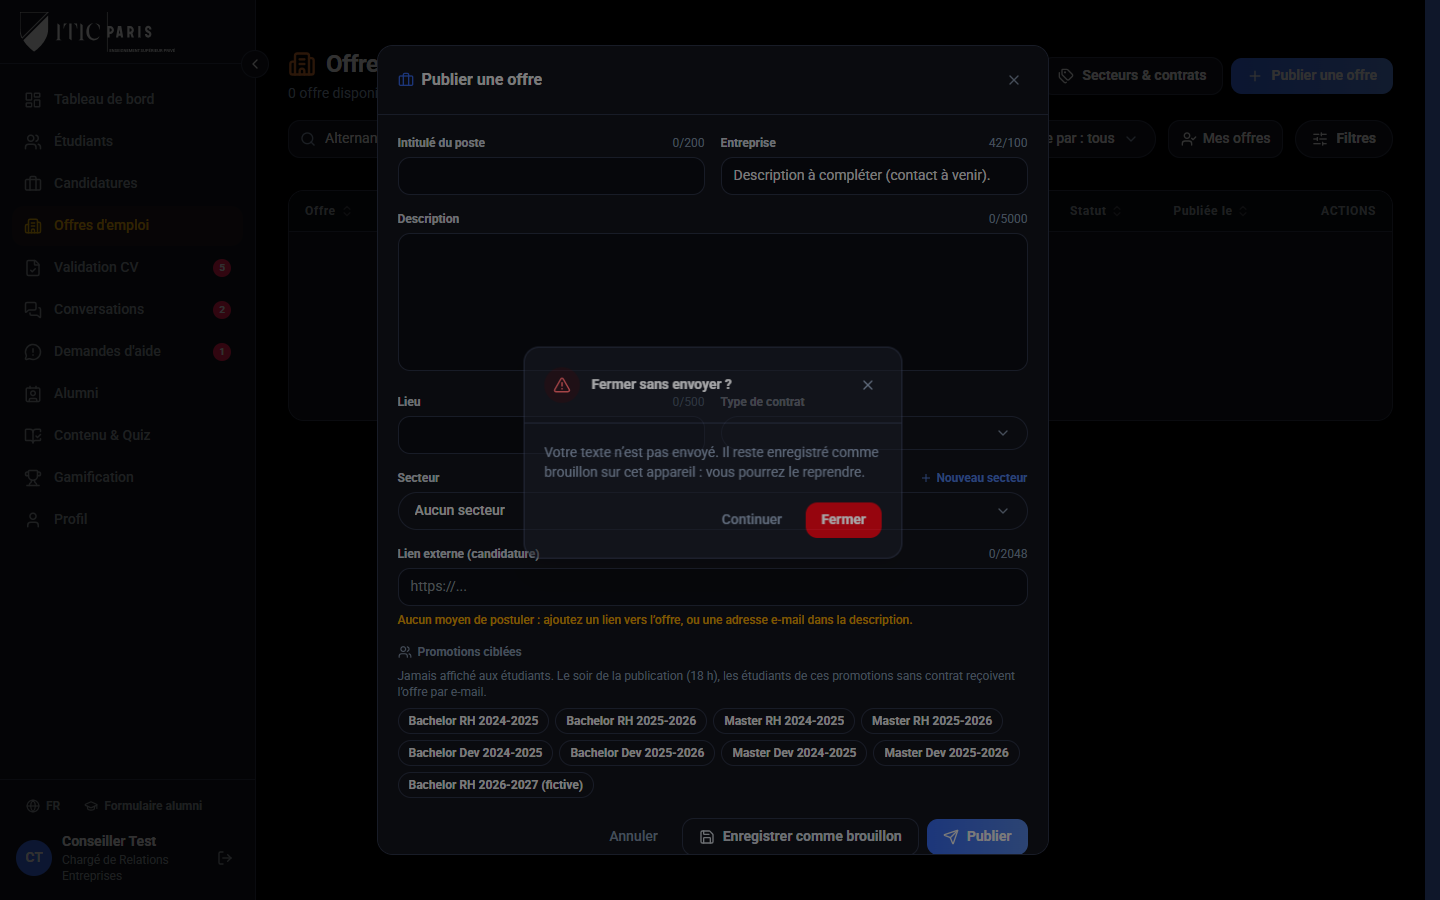 ITIC PARIS
Tableau de bord
Étudiants
Candidatures
Offres d'emploi
Validation CV
5
Conversations
2
Demandes d'aide
1
Alumni
Contenu & Quiz
Gamification
Profil
FR
Formulaire alumni
CT
Conseiller Test
Chargé de Relations
Entreprises
Offre
0 offre disponi
Secteurs & contrats
Publier une offre
Alternan
e par : tous
Mes offres
Filtres
Offre
Statut
Publiée le
ACTIONS
Publier une offre
Intitulé du poste
0/200
Entreprise
42/100
Description à compléter (contact à venir).
Description
0/5000
Lieu
0/500
Type de contrat
Secteur
Nouveau secteur
Aucun secteur
Fermer sans envoyer ?
Votre texte n'est pas envoyé. Il reste enregistré comme
brouillon sur cet appareil : vous pourrez le reprendre.
Continuer
Fermer
Lien externe (candidature)
0/2048
https://...
Aucun moyen de postuler : ajoutez un lien vers l'offre, ou une adresse e-mail dans la description.
Promotions ciblées
Jamais affiché aux étudiants. Le soir de la publication (18 h), les étudiants de ces promotions sans contrat reçoivent
l'offre par e-mail.
Bachelor RH 2024-2025
Bachelor RH 2025-2026
Master RH 2024-2025
Master RH 2025-2026
Bachelor Dev 2024-2025
Bachelor Dev 2025-2026
Master Dev 2024-2025
Master Dev 2025-2026
Bachelor RH 2026-2027 (fictive)
Annuler
Enregistrer comme brouillon
Publier